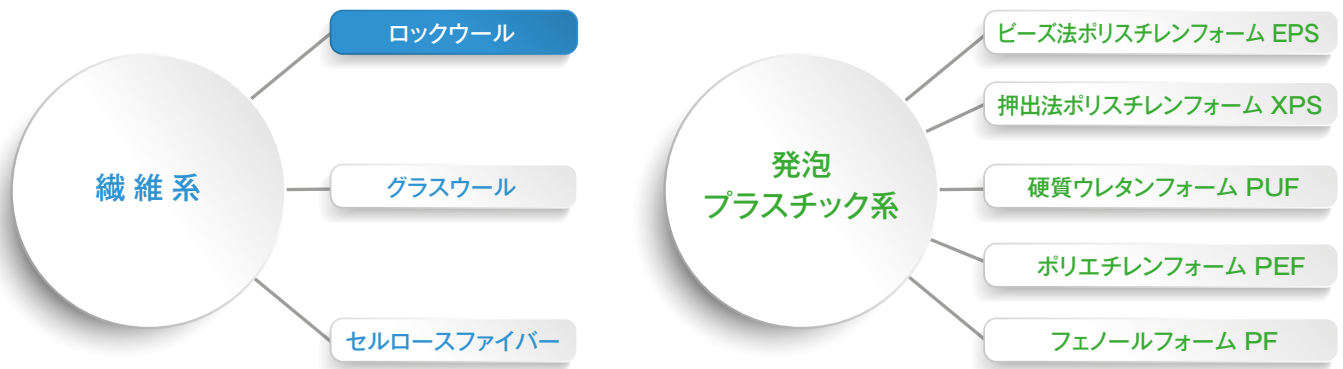 繊維系
ロックウール
グラスウール
セルロースファイバー
発泡
プラスチック系
ビーズ法ポリスチレンフォーム EPS
押出法ポリスチレンフォーム XPS
硬質ウレタンフォーム PUF
ポリエチレンフォーム PEF
フェノールフォーム PF